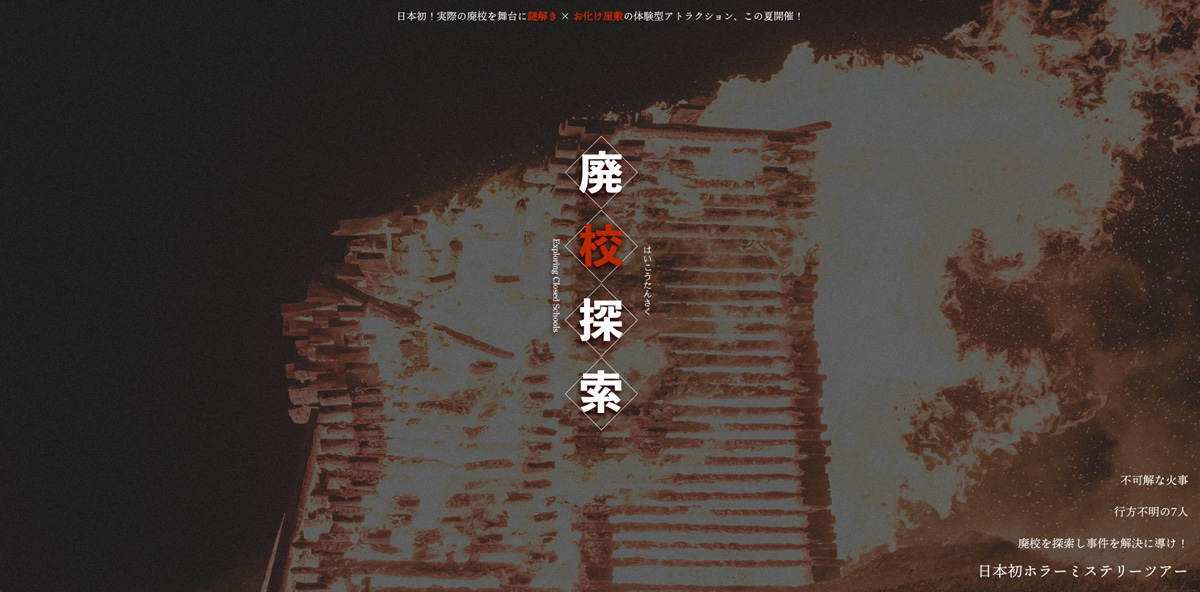 日本初！実際の廃校を舞台に謎解き × お化け屋敷の体験型アトラクション、この夏開催！
廃校探索
はいこうたんさく
Exploring Closed Schools
不可解な火事
行方不明の7人
廃校を探索し事件を解決に導け！
日本初ホラーミステリーツアー